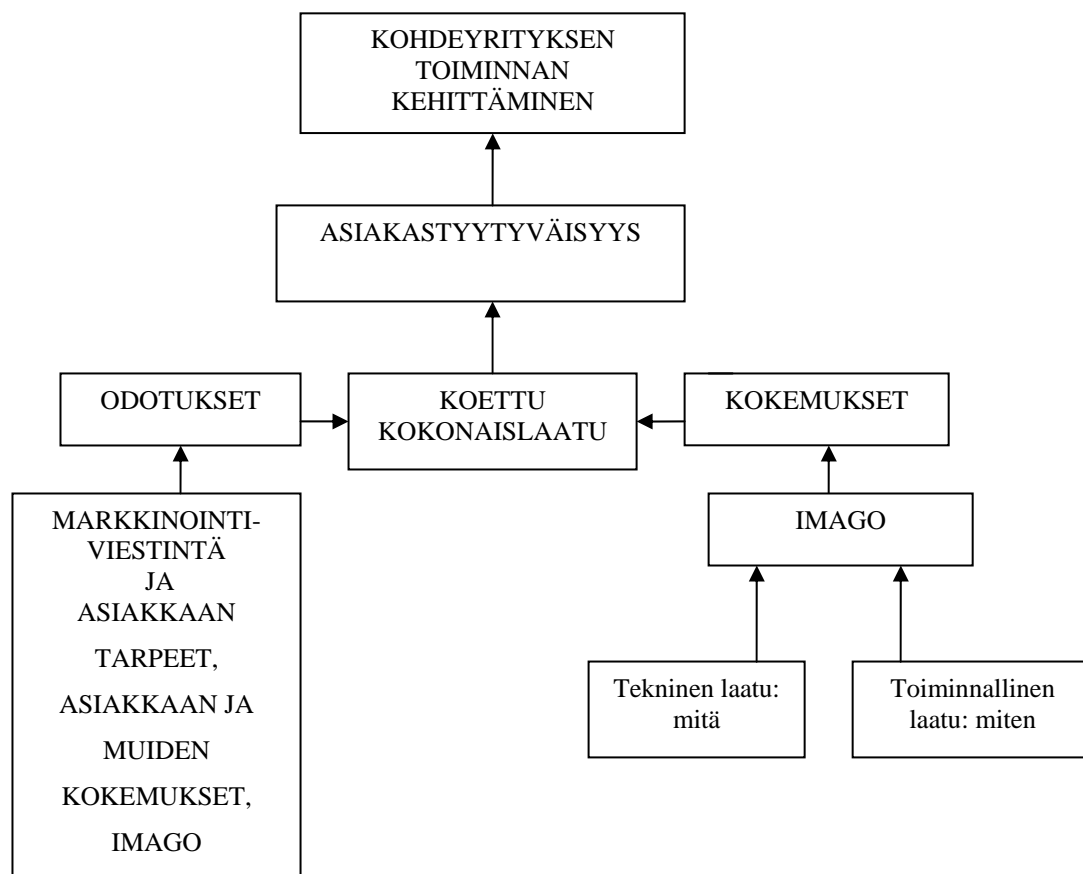 KOHDEYRITYKSEN
TOIMINNAN
KEHITTÄMINEN
ASIAKASTYYTYVÄISYYS
ODOTUKSET
KOETTU
KOKONAISLAATU
KOKEMUKSET
MARKKINOINTI-
VIESTINTÄ
JA
ASIAKKAAN
TARPEET,
ASIAKKAAN JA
MUIDEN
KOKEMUKSET,
IMAGO
IMAGO
Tekninen laatu:
mitä
Toiminnallinen
laatu: miten